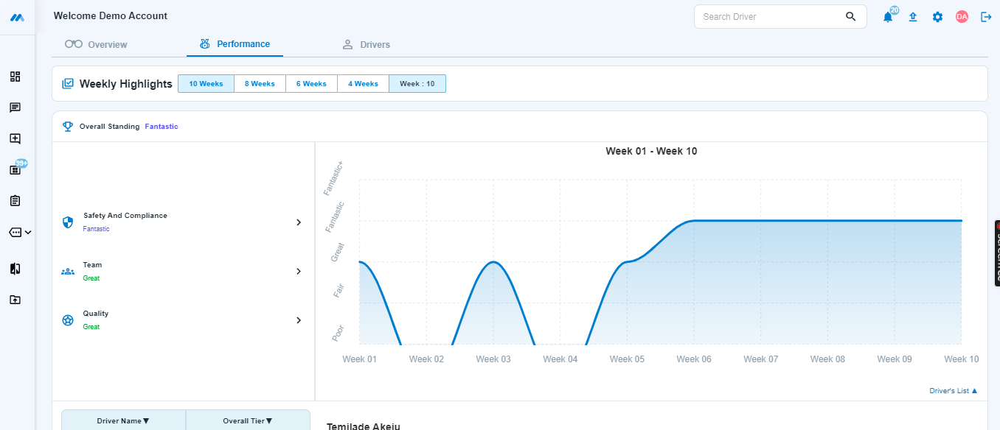 Welcome Demo Account
Search Driver
20
DA
Overview
Performance
Drivers
Weekly Highlights
10 Weeks
8 Weeks
6 Weeks
4 Weeks
Week : 10
99+
Overall Standing Fantastic
Week 01 - Week 10
Safety And Compliance
Fantastic
Team
Great
Quality
Great
Fantastic+
Fantastic
Great
Fair
Poor
Week 01
Week 02
Week 03
Week 04
Week 05
Week 06
Week 07
Week 08
Week 09
Week 10
Driver's List ▲
Driver Name ▼
Overall Tier ▼
Temilade Akeju